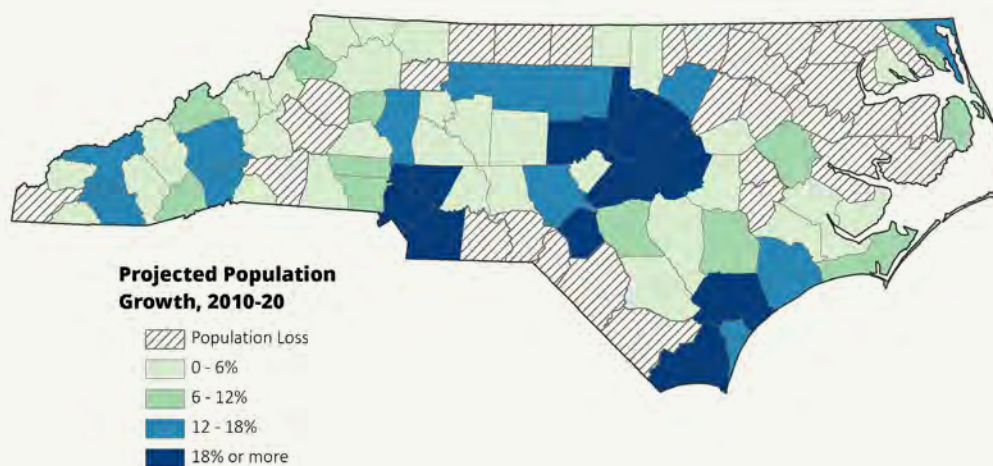 Projected Population
Growth, 2010-20
Population Loss
0 - 6%
6 - 12%
12 - 18%
18% or more